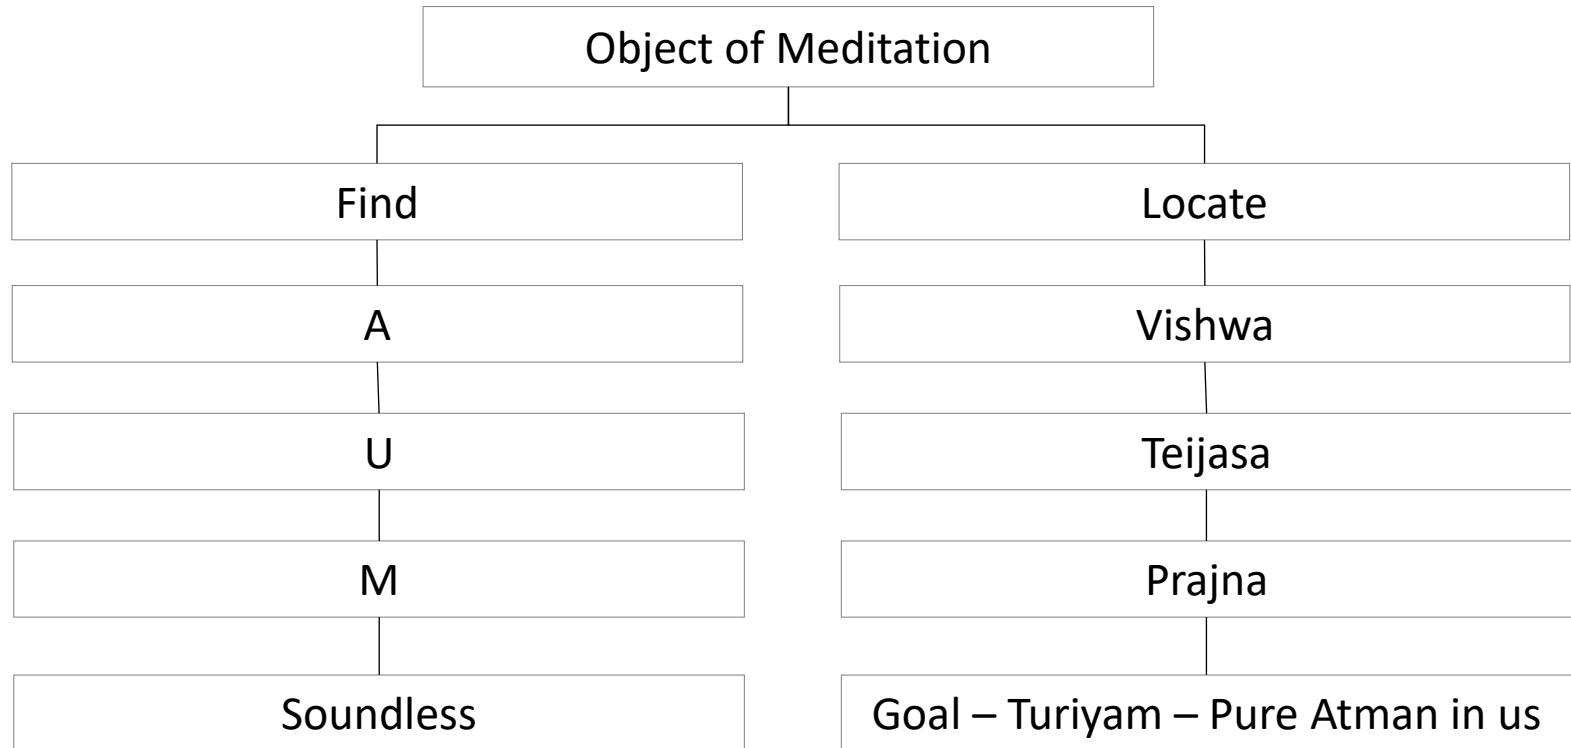 Object of Meditation
Find
Locate
A
Vishwa
U
Teijasa
M
Prajna
Soundless
Goal – Turiyam – Pure Atman in us